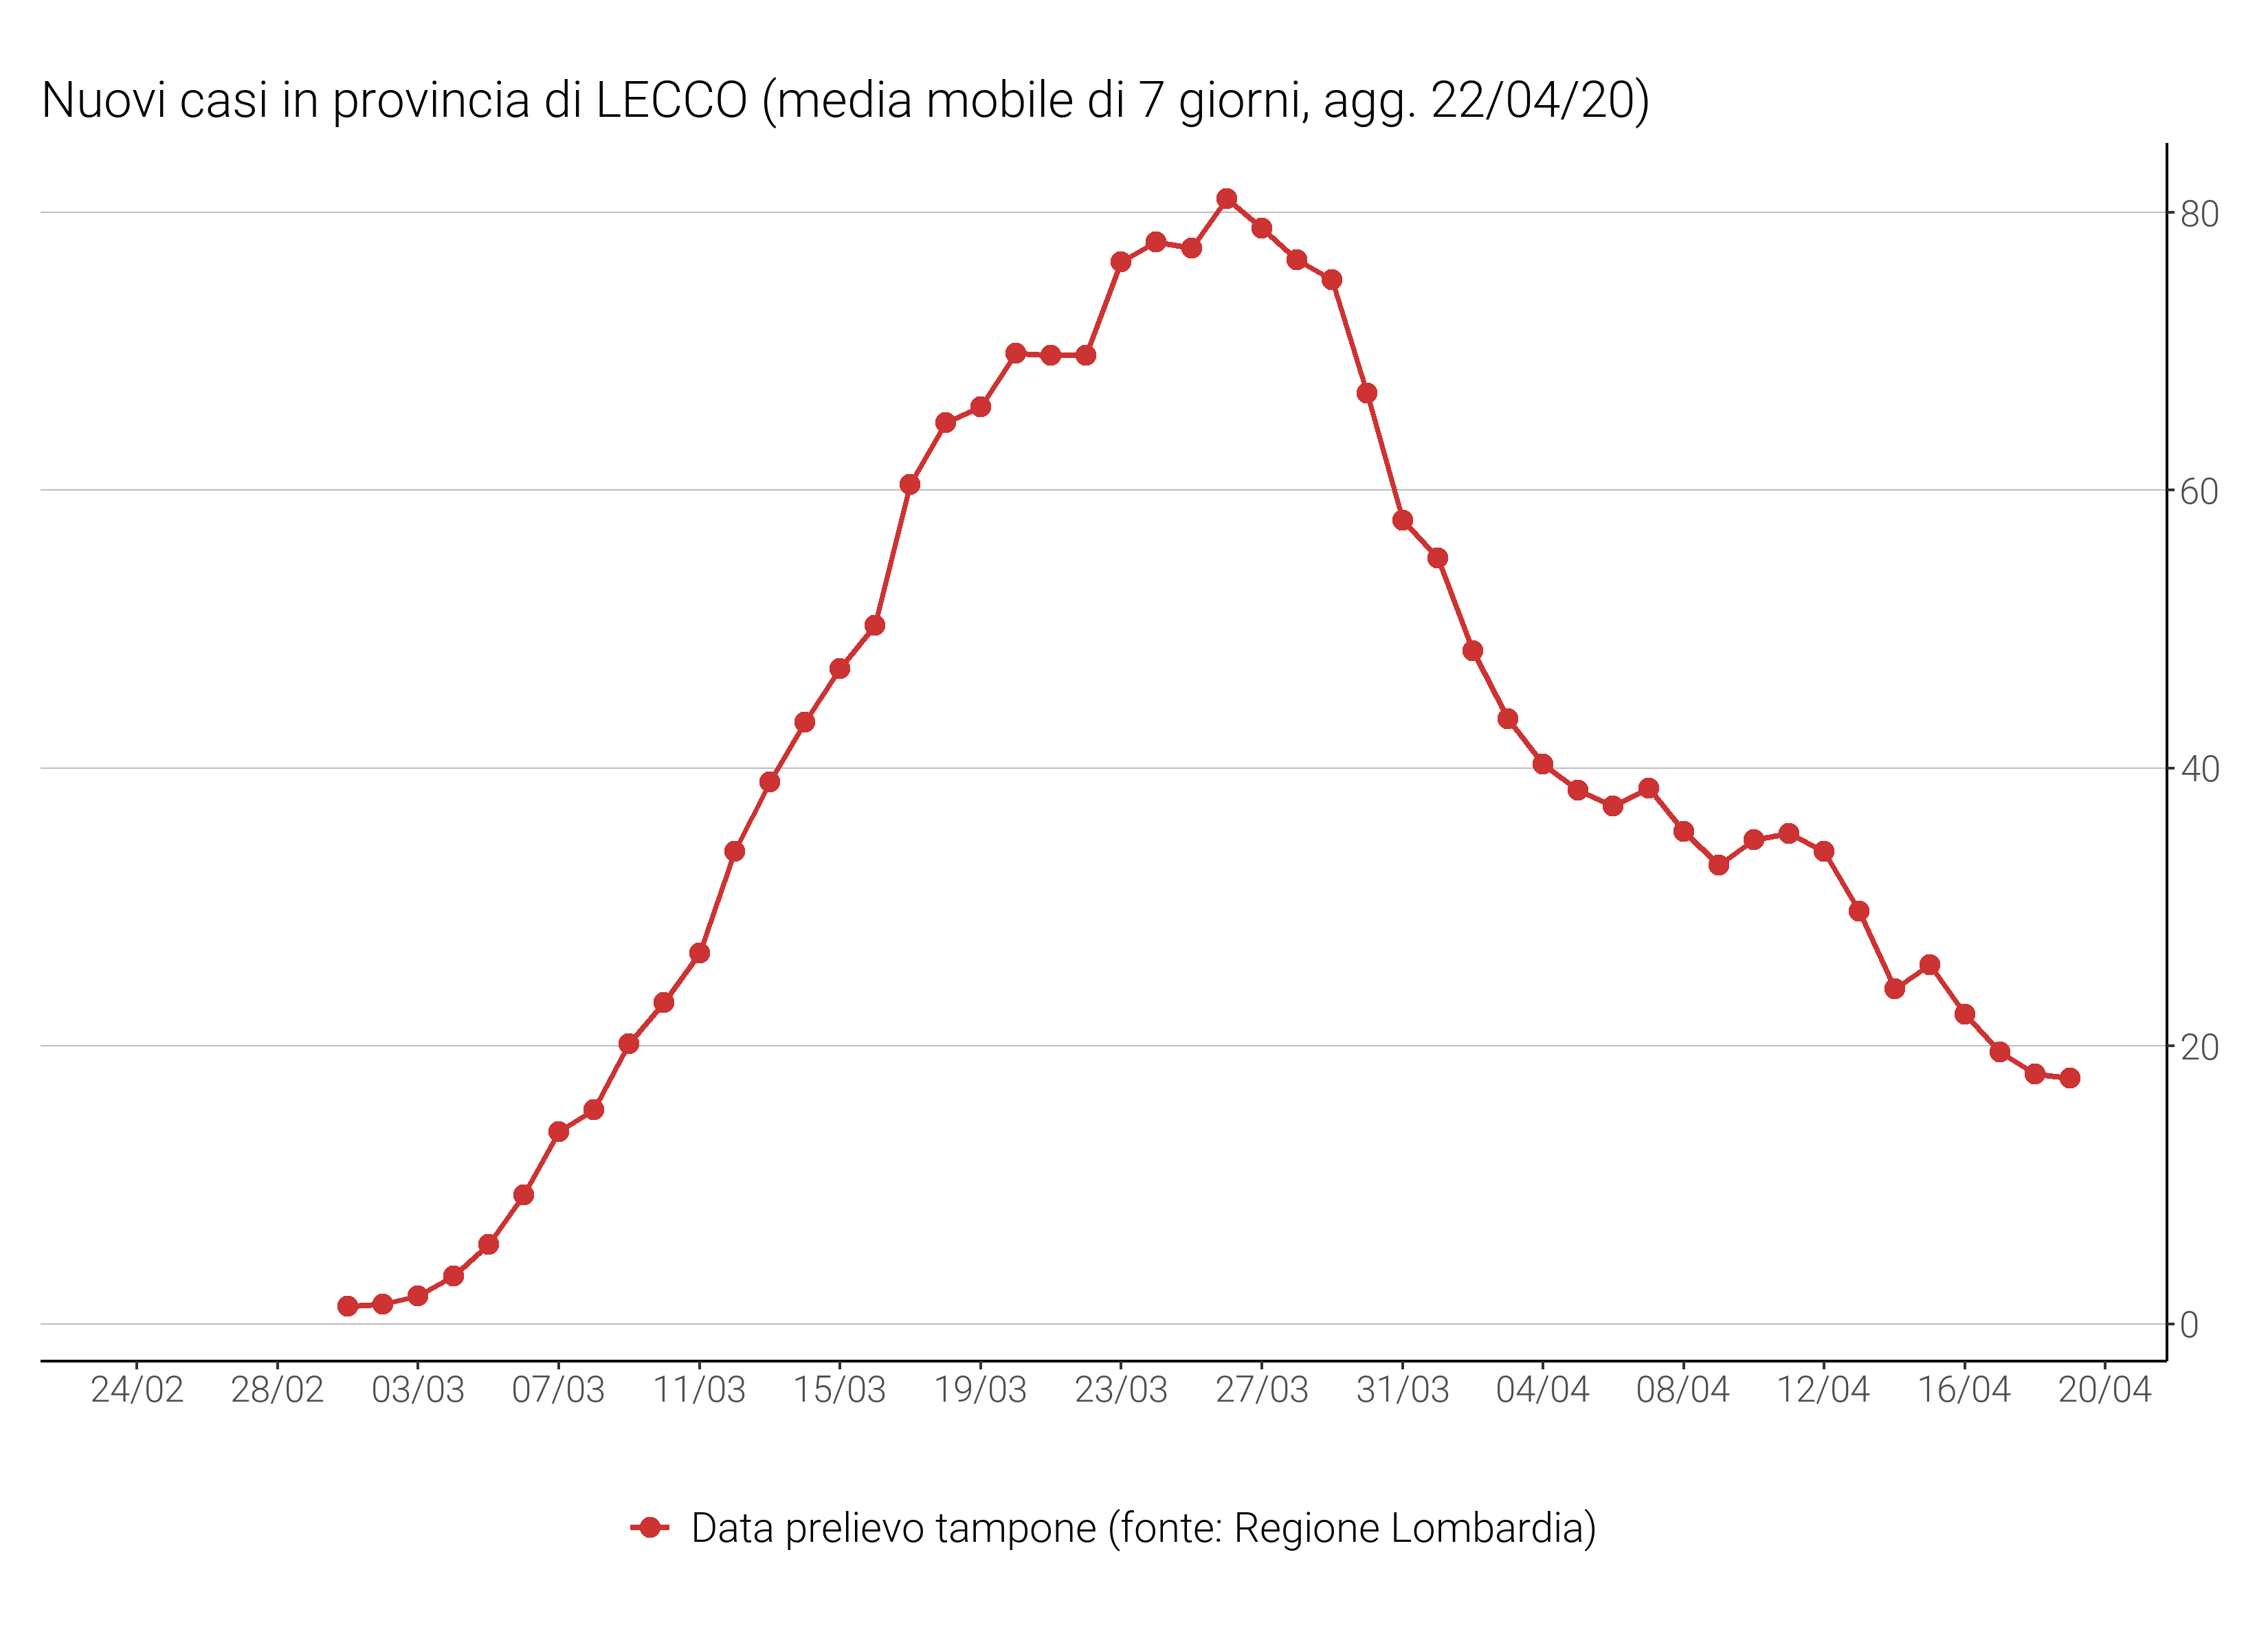 Nuovi casi in provincia di LECCO (media mobile di 7 giorni, agg. 22/04/20)
80
60
40
20
0
24/02 28/02 03/03 07/03 11/03 15/03 19/03 23/03 27/03 31/03 04/04 08/04 12/04 16/04 20/04
Data prelievo tampone (fonte: Regione Lombardia)